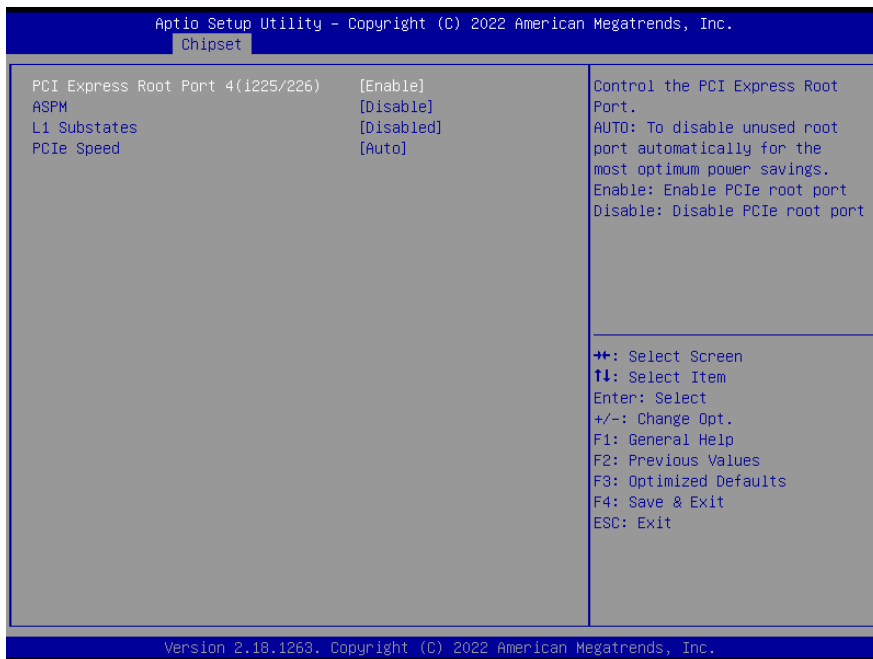 Aptio Setup Utility – Copyright (C) 2022 American Megatrends, Inc.
Chipset
PCI Express Root Port 4(i225/226) [Enable]
ASPM [Disable]
L1 Substates [Disabled]
PCIe Speed [Auto]
Control the PCI Express Root
Port.
AUTO: To disable unused root
port automatically for the
most optimum power savings.
Enable: Enable PCIe root port
Disable: Disable PCIe root port
→←: Select Screen
↑↓: Select Item
Enter: Select
+/-: Change Opt.
F1: General Help
F2: Previous Values
F3: Optimized Defaults
F4: Save & Exit
ESC: Exit
Version 2.18.1263. Copyright (C) 2022 American Megatrends, Inc.